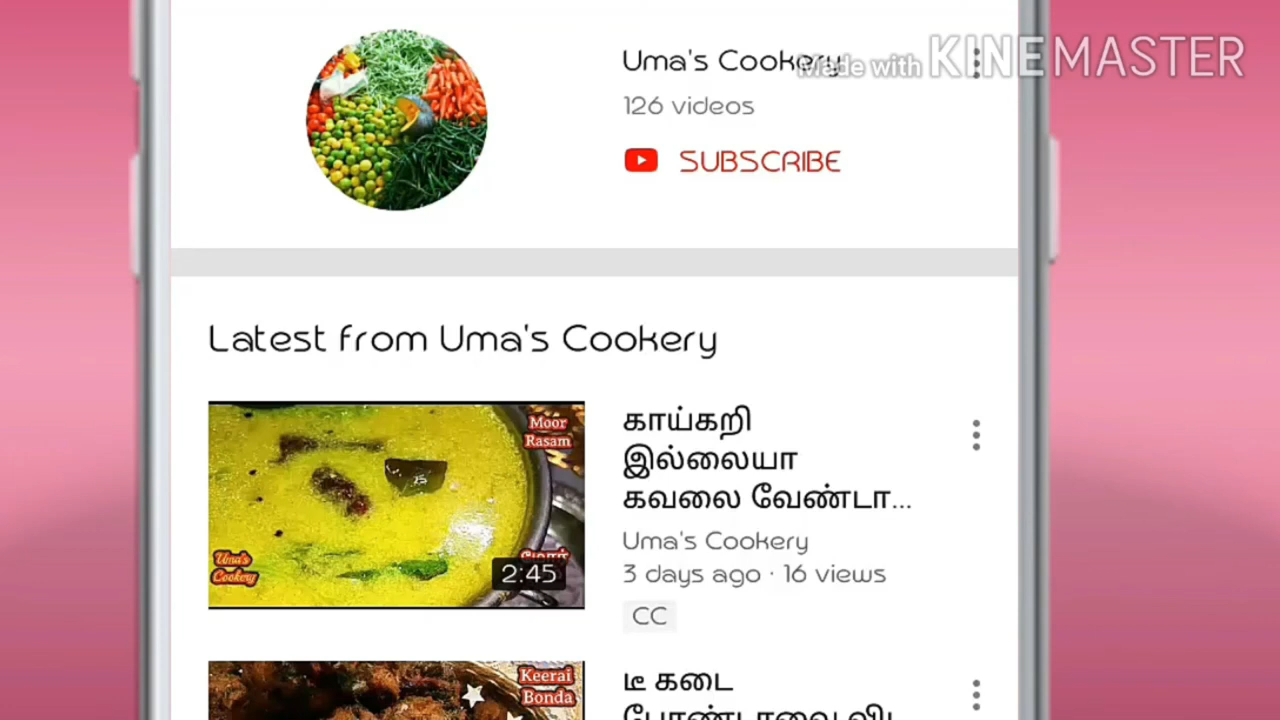 Uma's Cookery
Made with KINEMASTER
126 videos
SUBSCRIBE
Latest from Uma's Cookery
Moor
Rasam
Uma's
Cookery
மோர்
2:45
காய்கறி
இல்லையா
கவலை வேண்டா...
Uma's Cookery
3 days ago · 16 views
CC
Keerai
Bonda
டீ கடை